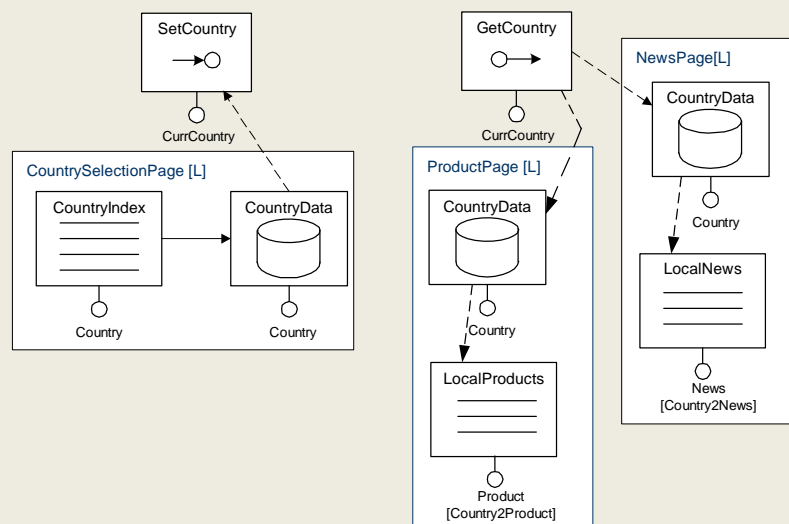 SetCountry
CurrCountry
CountrySelectionPage [L]
CountryIndex
Country
CountryData
Country
GetCountry
CurrCountry
ProductPage [L]
CountryData
Country
LocalProducts
Product
[Country2Product]
NewsPage[L]
CountryData
Country
LocalNews
News
[Country2News]